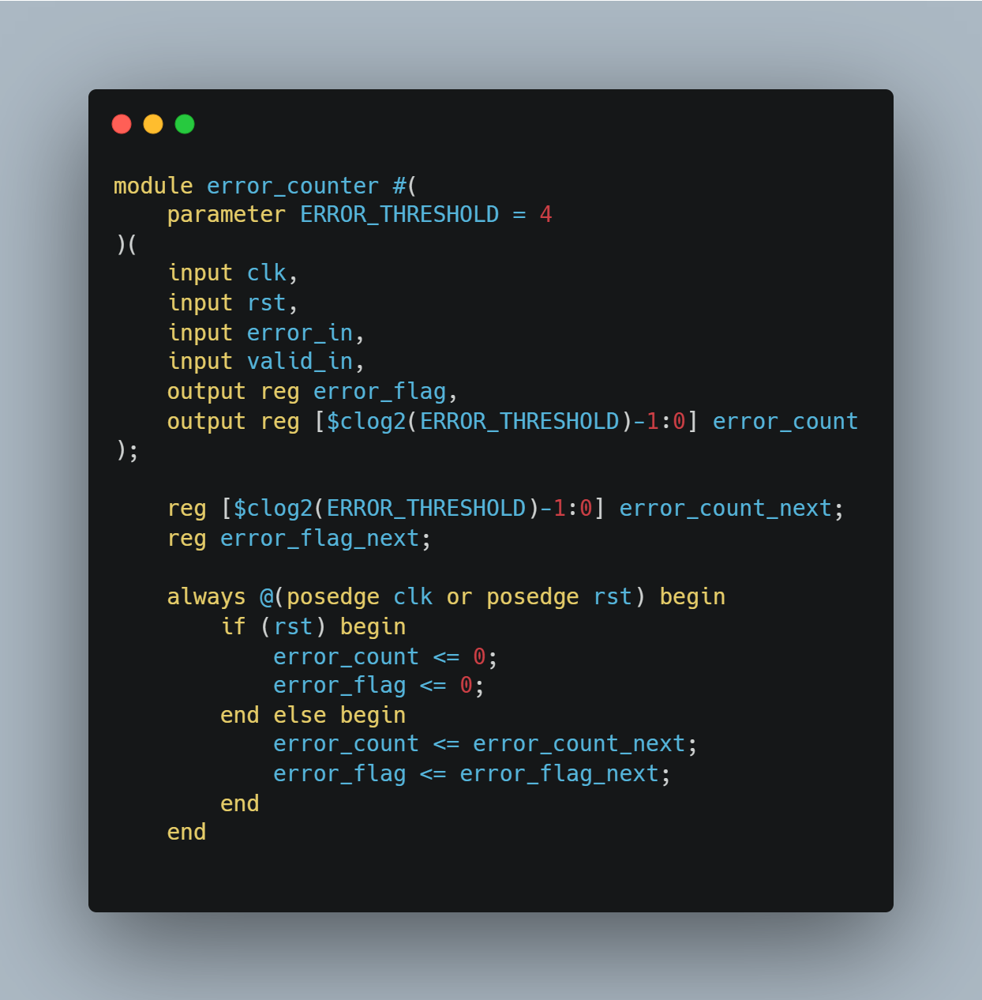 module error_counter #(
    parameter ERROR_THRESHOLD = 4
)(
    input clk,
    input rst,
    input error_in,
    input valid_in,
    output reg error_flag,
    output reg [$clog2(ERROR_THRESHOLD)-1:0] error_count
);

    reg [$clog2(ERROR_THRESHOLD)-1:0] error_count_next;
    reg error_flag_next;

    always @(posedge clk or posedge rst) begin
        if (rst) begin
            error_count <= 0;
            error_flag <= 0;
        end else begin
            error_count <= error_count_next;
            error_flag <= error_flag_next;
        end
    end